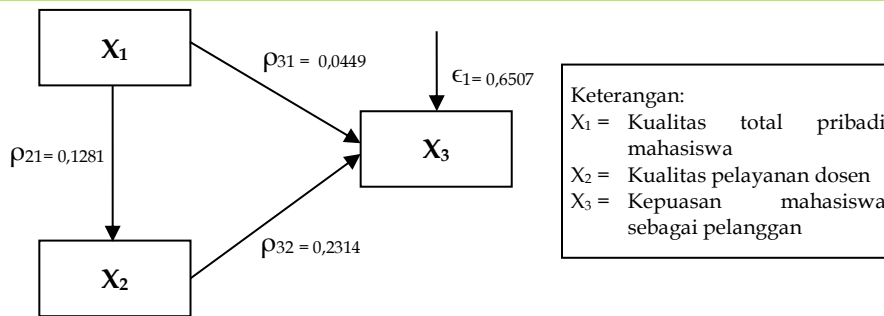 X1
ρ31 = 0,0449
ϵ1= 0,6507
ρ21= 0,1281
X3
X2
ρ32 = 0,2314
Keterangan:
X1 = Kualitas total pribadi
mahasiswa
X2 = Kualitas pelayanan dosen
X3 = Kepuasan mahasiswa
sebagai pelanggan